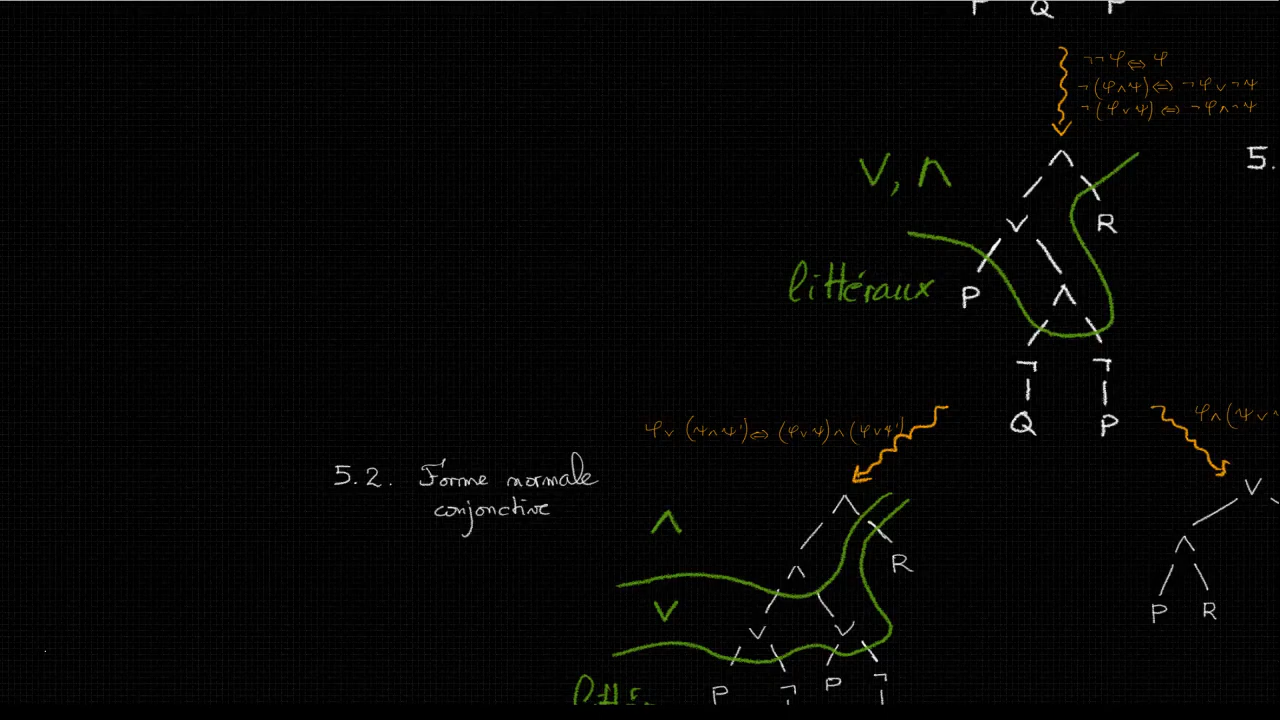 P Q P
¬¬φ ⇔ φ
¬(φ∧ψ) ⇔ ¬φ∨¬ψ
¬(φ∨ψ) ⇔ ¬φ∧¬ψ
∧
∨, ∧
5.
∨ R
littéraux P ∧
¬ ¬
Q P
φ∨(ψ∧ψ') ⇔ (φ∨ψ)∧(φ∨ψ')
φ∧(ψ∨
5.2. Forme normale
conjonctive
∨
∧
∧
∧
R
∧
P R
∨
∨ ∨
P ¬ P ¬